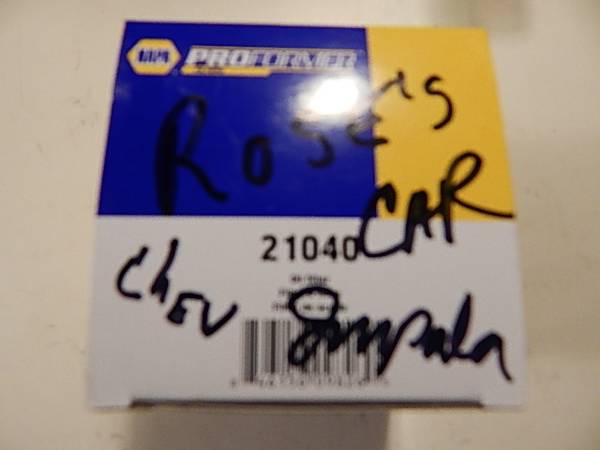 NAPA PROFORMER
Rose's
CAR
21040
Chev Impala